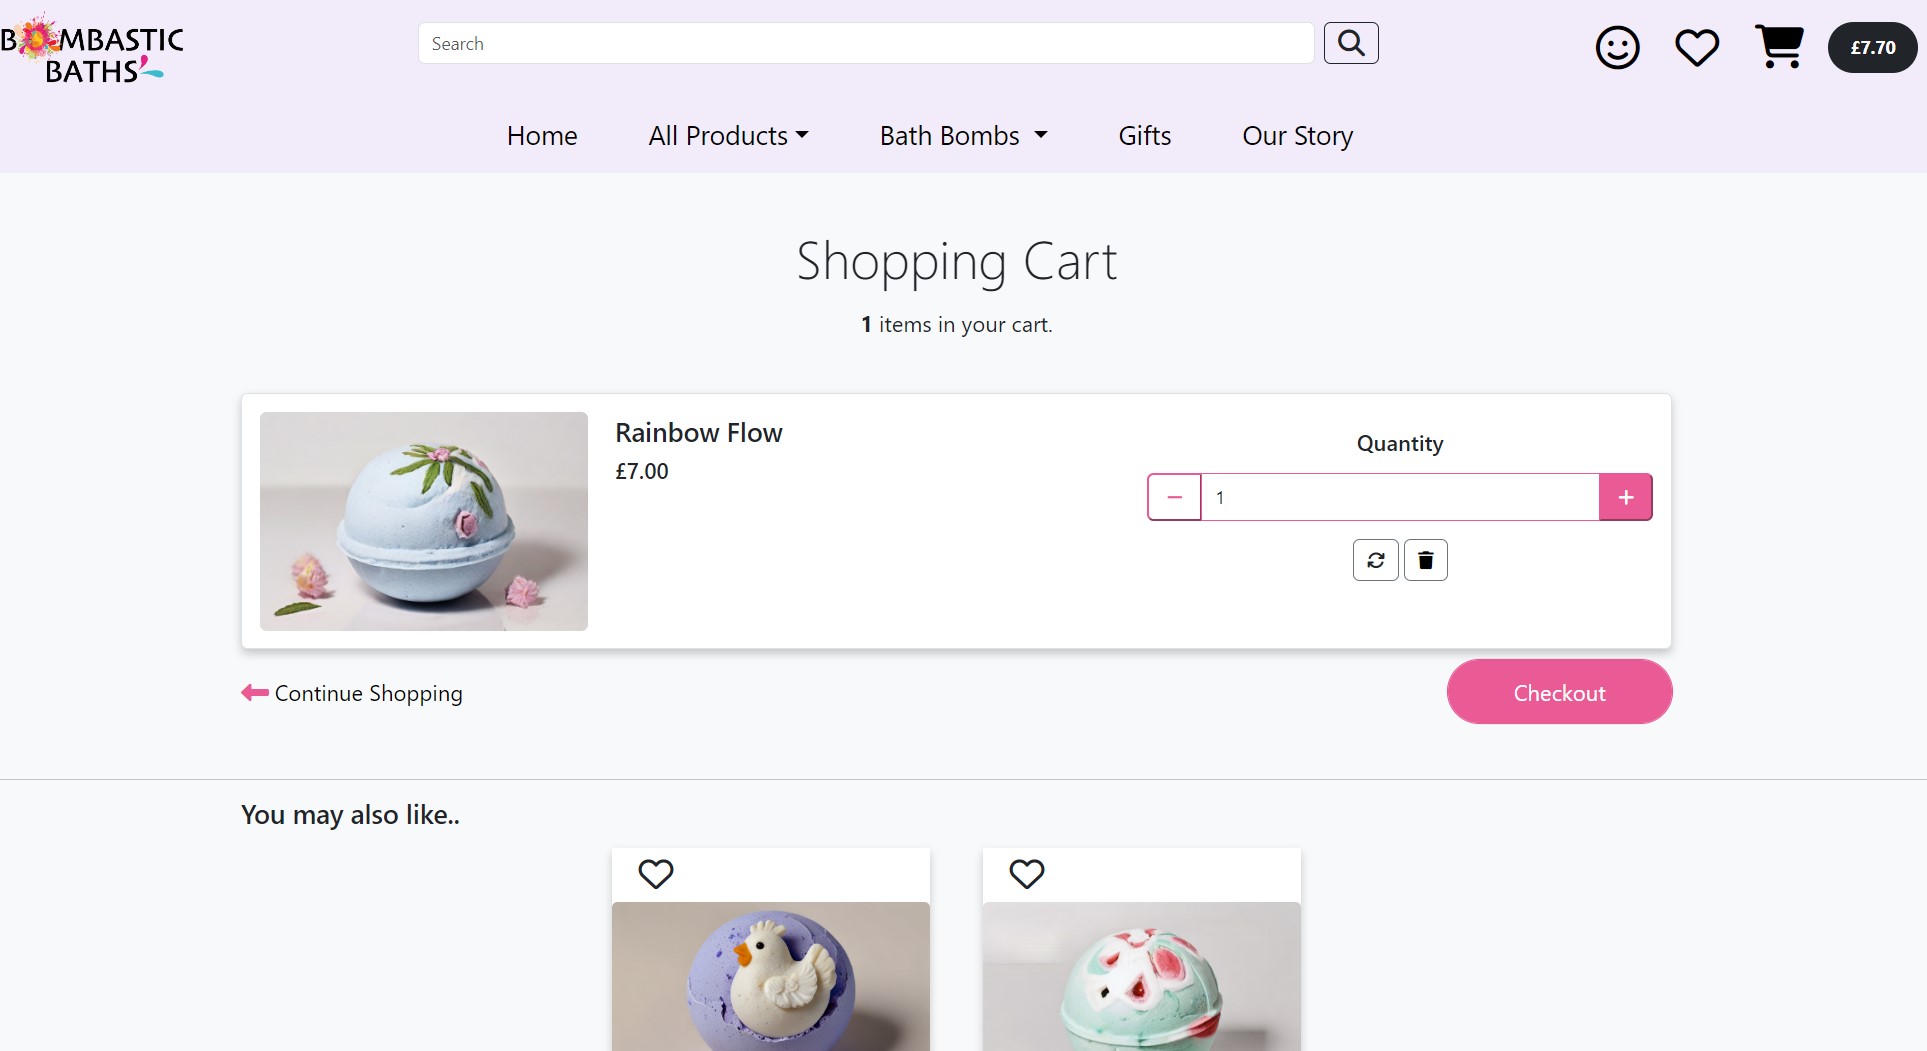 BOMBASTIC
BATHS
Search
£7.70
Home
All Products
Bath Bombs
Gifts
Our Story
Shopping Cart
1 items in your cart.
Rainbow Flow
£7.00
Quantity
1
Continue Shopping
Checkout
You may also like..